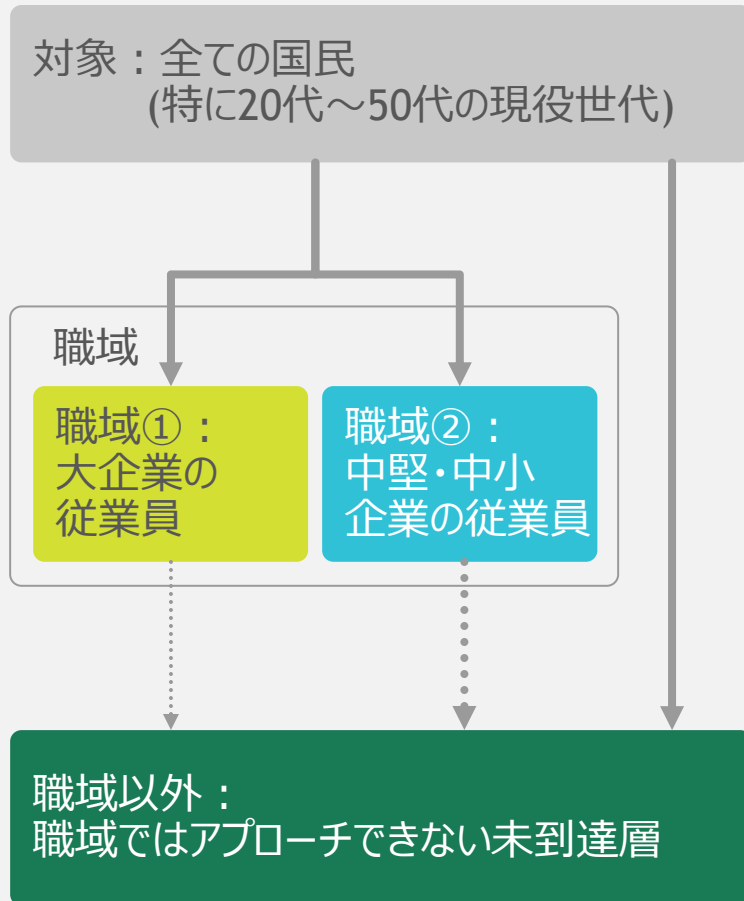 対象：全ての国民
(特に20代～50代の現役世代)
職域
職域①：
大企業の
従業員
職域②：
中堅・中小
企業の従業員
職域以外：
職域ではアプローチできない未到達層